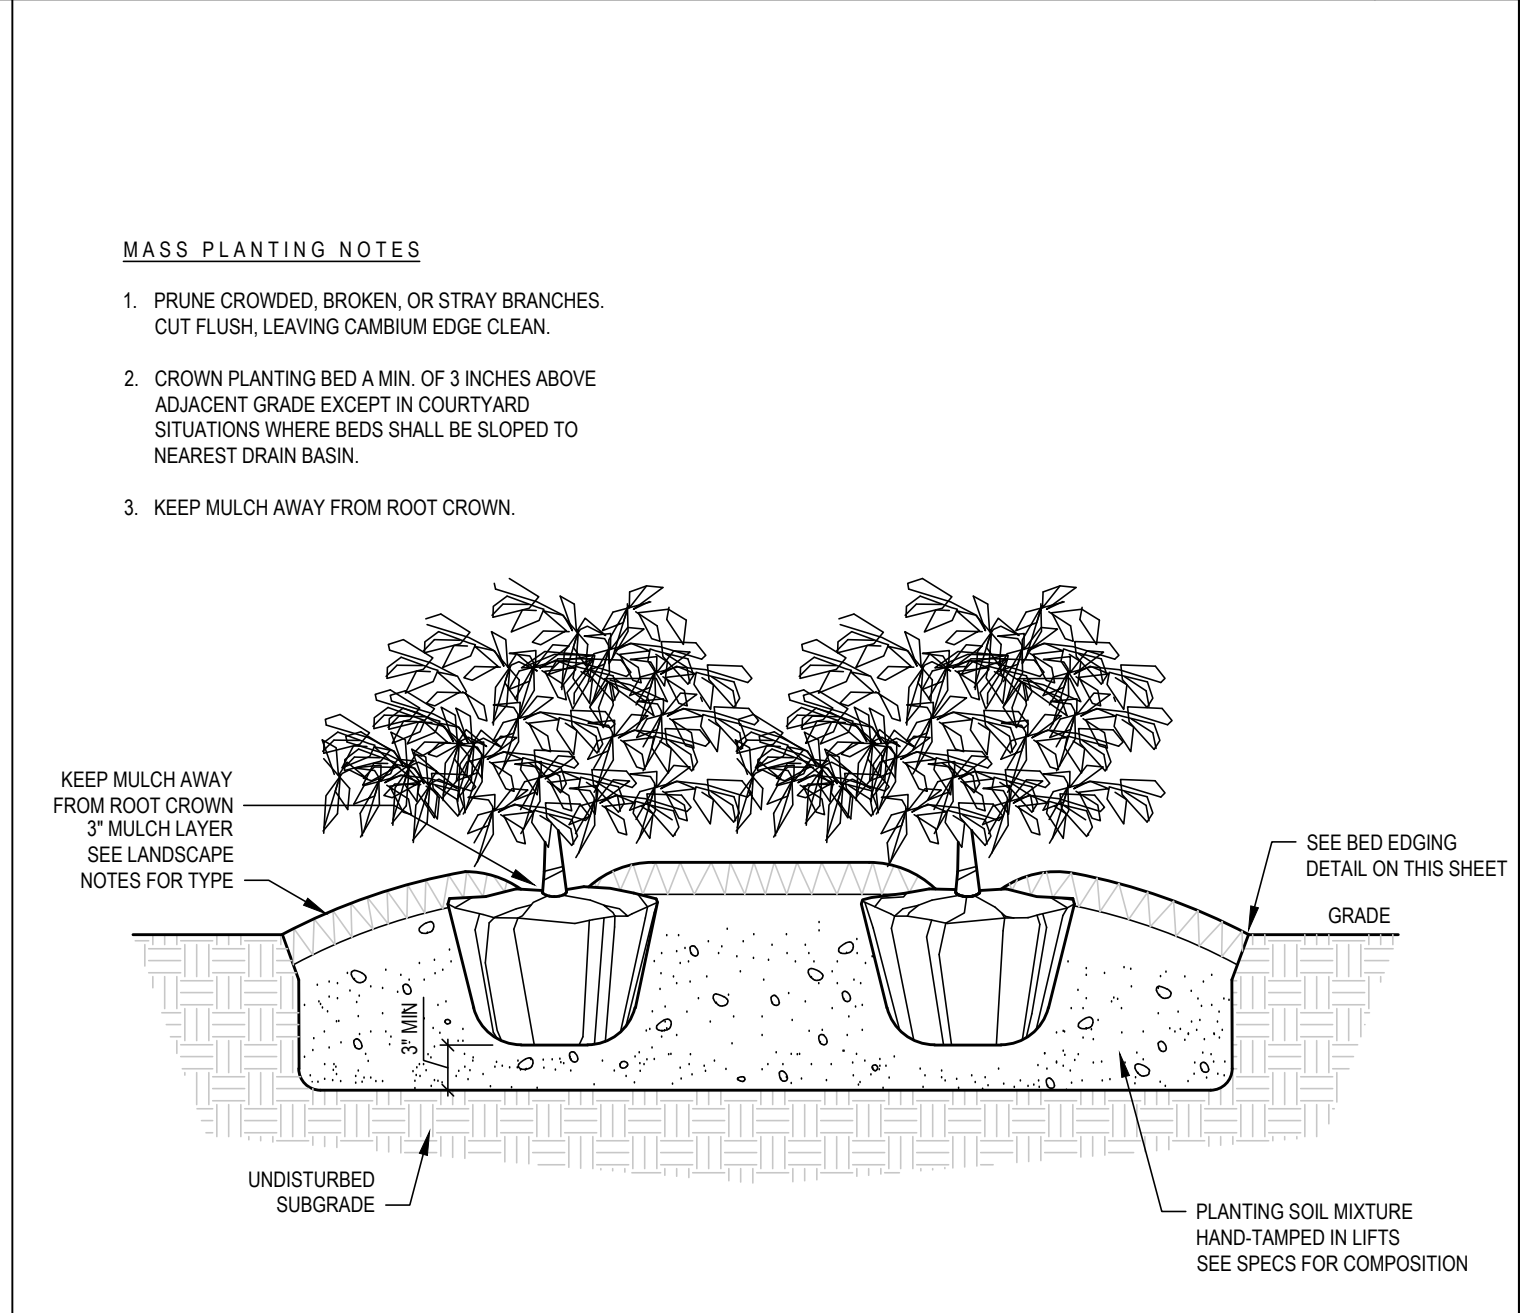 MASS PLANTING NOTES
1. PRUNE CROWDED, BROKEN, OR STRAY BRANCHES.
CUT FLUSH, LEAVING CAMBIUM EDGE CLEAN.
2. CROWN PLANTING BED A MIN. OF 3 INCHES ABOVE
ADJACENT GRADE EXCEPT IN COURTYARD
SITUATIONS WHERE BEDS SHALL BE SLOPED TO
NEAREST DRAIN BASIN.
3. KEEP MULCH AWAY FROM ROOT CROWN.
KEEP MULCH AWAY
FROM ROOT CROWN
3" MULCH LAYER
SEE LANDSCAPE
NOTES FOR TYPE
SEE BED EDGING
DETAIL ON THIS SHEET
GRADE
3" MIN
UNDISTURBED
SUBGRADE
PLANTING SOIL MIXTURE
HAND-TAMPED IN LIFTS
SEE SPECS FOR COMPOSITION